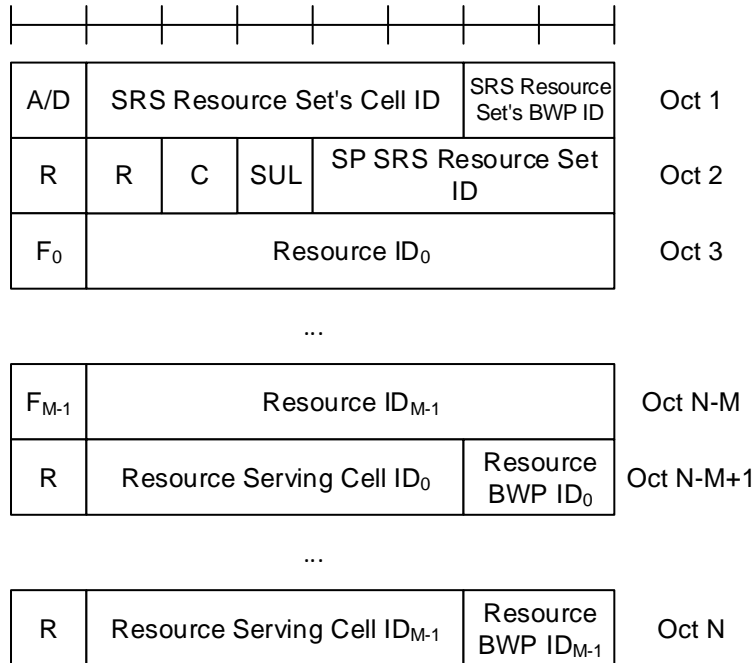 A/D SRS Resource Set's Cell ID SRS Resource Set's BWP ID Oct 1
R R C SUL SP SRS Resource Set ID Oct 2
F0 Resource ID0 Oct 3
...
FM-1 Resource IDM-1 Oct N-M
R Resource Serving Cell ID0 Resource BWP ID0 Oct N-M+1
...
R Resource Serving Cell IDM-1 Resource BWP IDM-1 Oct N